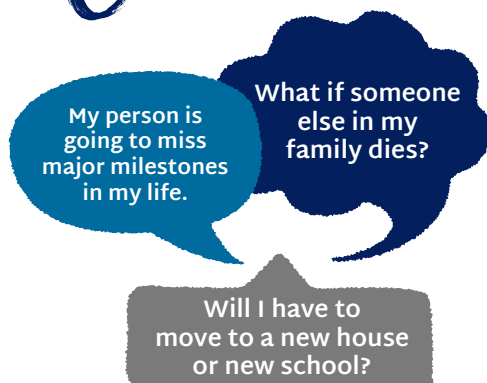 My person is
going to miss
major milestones
in my life.
What if someone
else in my
family dies?
Will I have to
move to a new house
or new school?